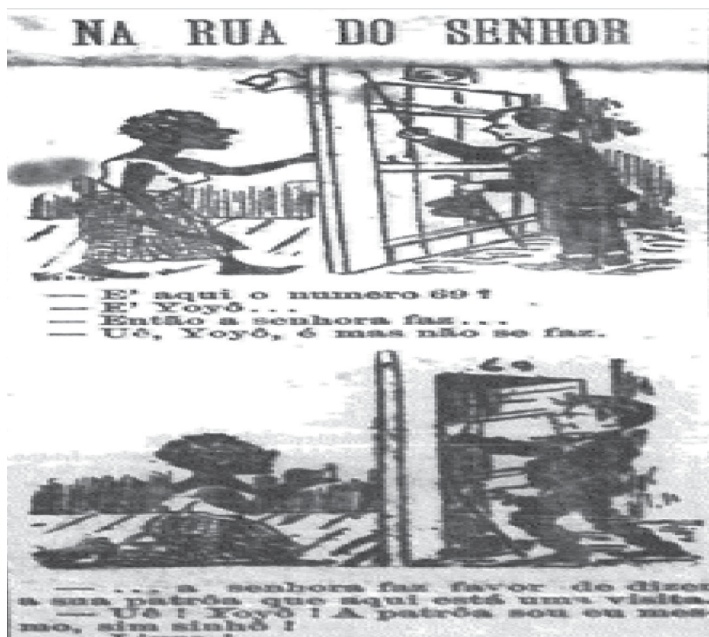 NA RUA DO SENHOR
69
— E' aqui o numero 69 ?
— E' Yoyô...
— Então a senhora faz...
— Uê, Yoyô, é mas não se faz.
69
— ... a senhora faz favor de dizer
a sua patrôa que aqui está uma visita.
— Uê ! Yoyô ! A patrôa sou eu mes-
mo, sim sinhô !